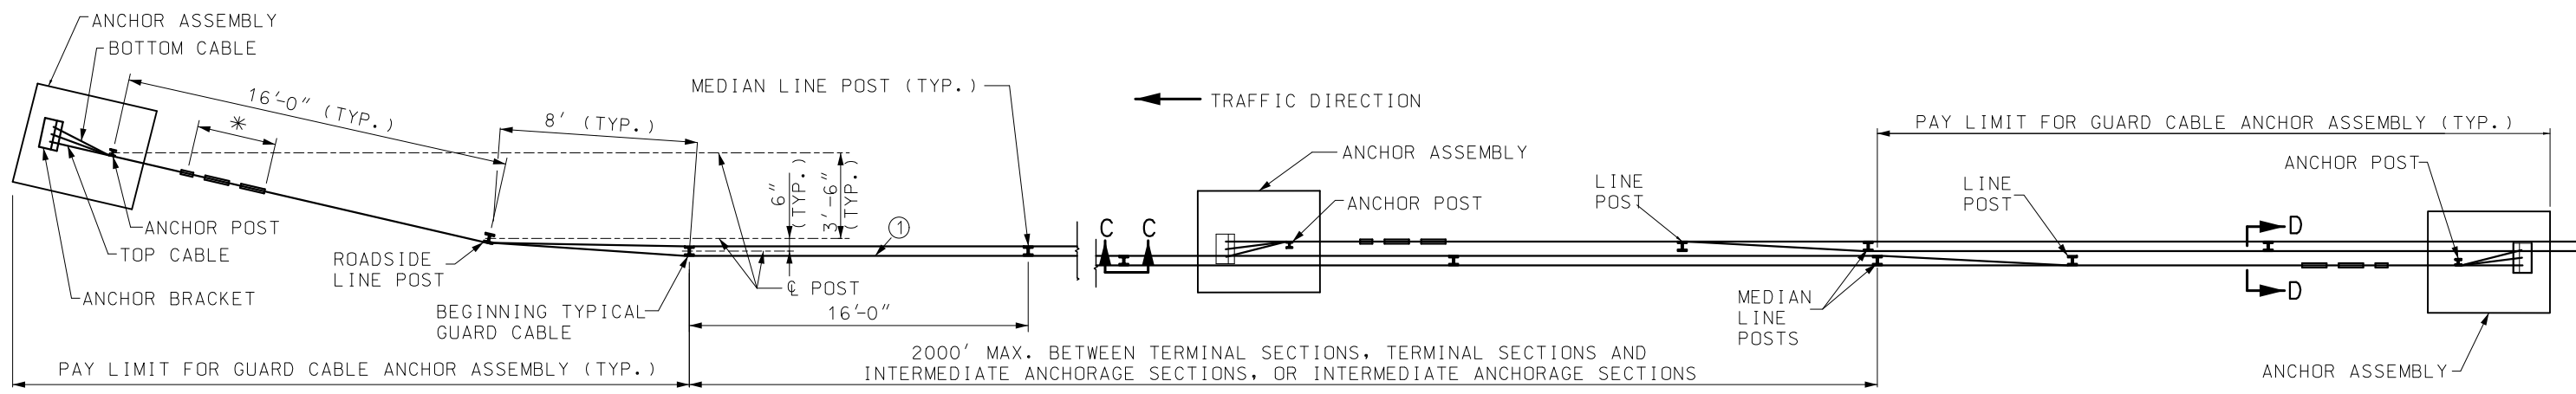 ANCHOR ASSEMBLY
BOTTOM CABLE
16'-0" (TYP.)
*
8' (TYP.)
MEDIAN LINE POST (TYP.)
TRAFFIC DIRECTION
6"
(TYP.)
3'-6"
(TYP.)
1
ANCHOR POST
TOP CABLE
ANCHOR BRACKET
ROADSIDE
LINE POST
BEGINNING TYPICAL
GUARD CABLE
℄ POST
16'-0"
C
C
ANCHOR ASSEMBLY
ANCHOR POST
LINE
POST
PAY LIMIT FOR GUARD CABLE ANCHOR ASSEMBLY (TYP.)
ANCHOR POST
LINE
POST
D
D
MEDIAN
LINE
POSTS
ANCHOR ASSEMBLY
PAY LIMIT FOR GUARD CABLE ANCHOR ASSEMBLY (TYP.)
2000' MAX. BETWEEN TERMINAL SECTIONS, TERMINAL SECTIONS AND
INTERMEDIATE ANCHORAGE SECTIONS, OR INTERMEDIATE ANCHORAGE SECTIONS